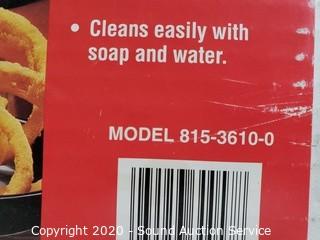 • Cleans easily with
soap and water.
MODEL 815-3610-0
Copyright 2020 - Sound Auction Service